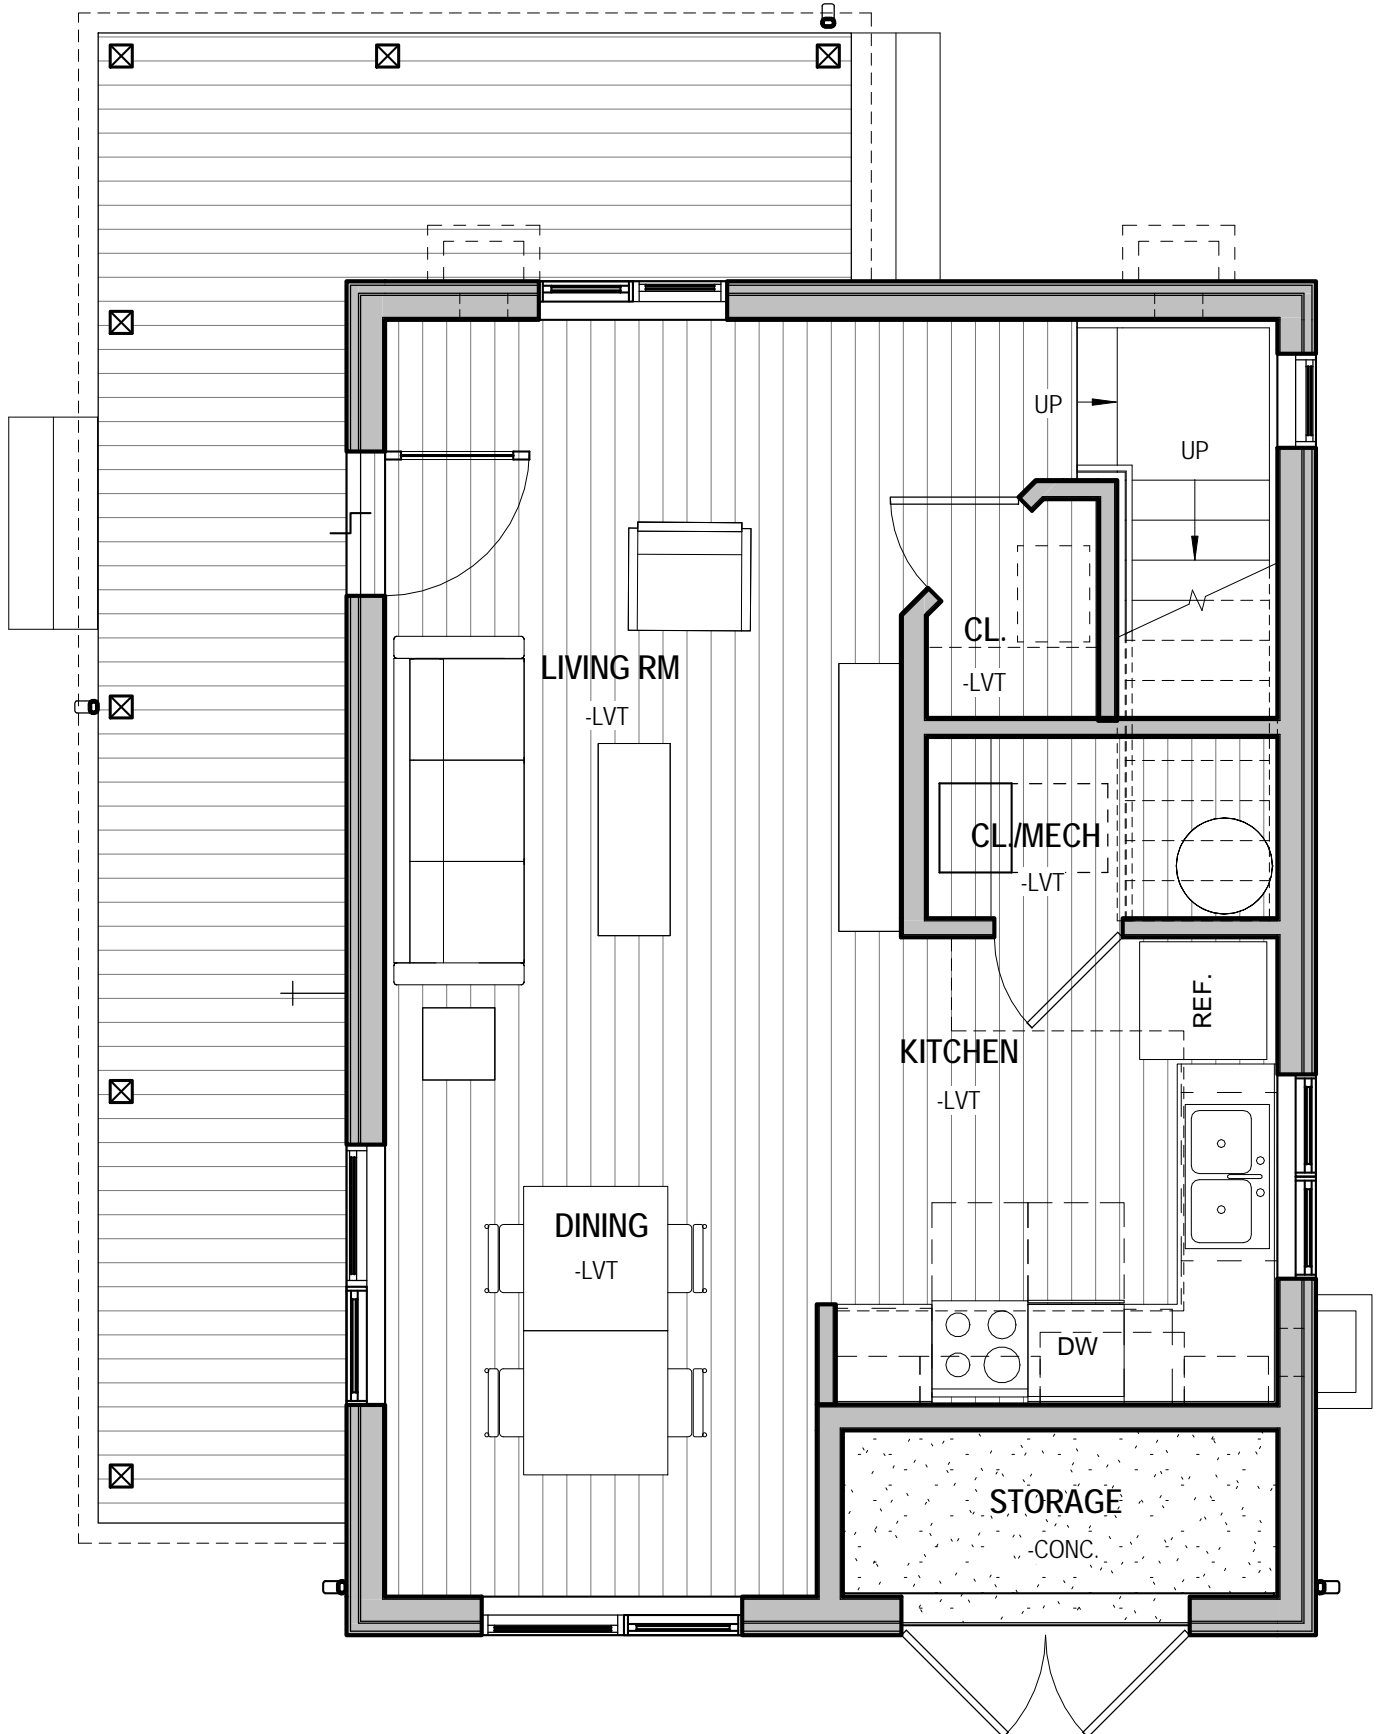 UP
UP
CL.
-LVT
LIVING RM
-LVT
CL./MECH
-LVT
REF.
KITCHEN
-LVT
DINING
-LVT
DW
STORAGE
-CONC.